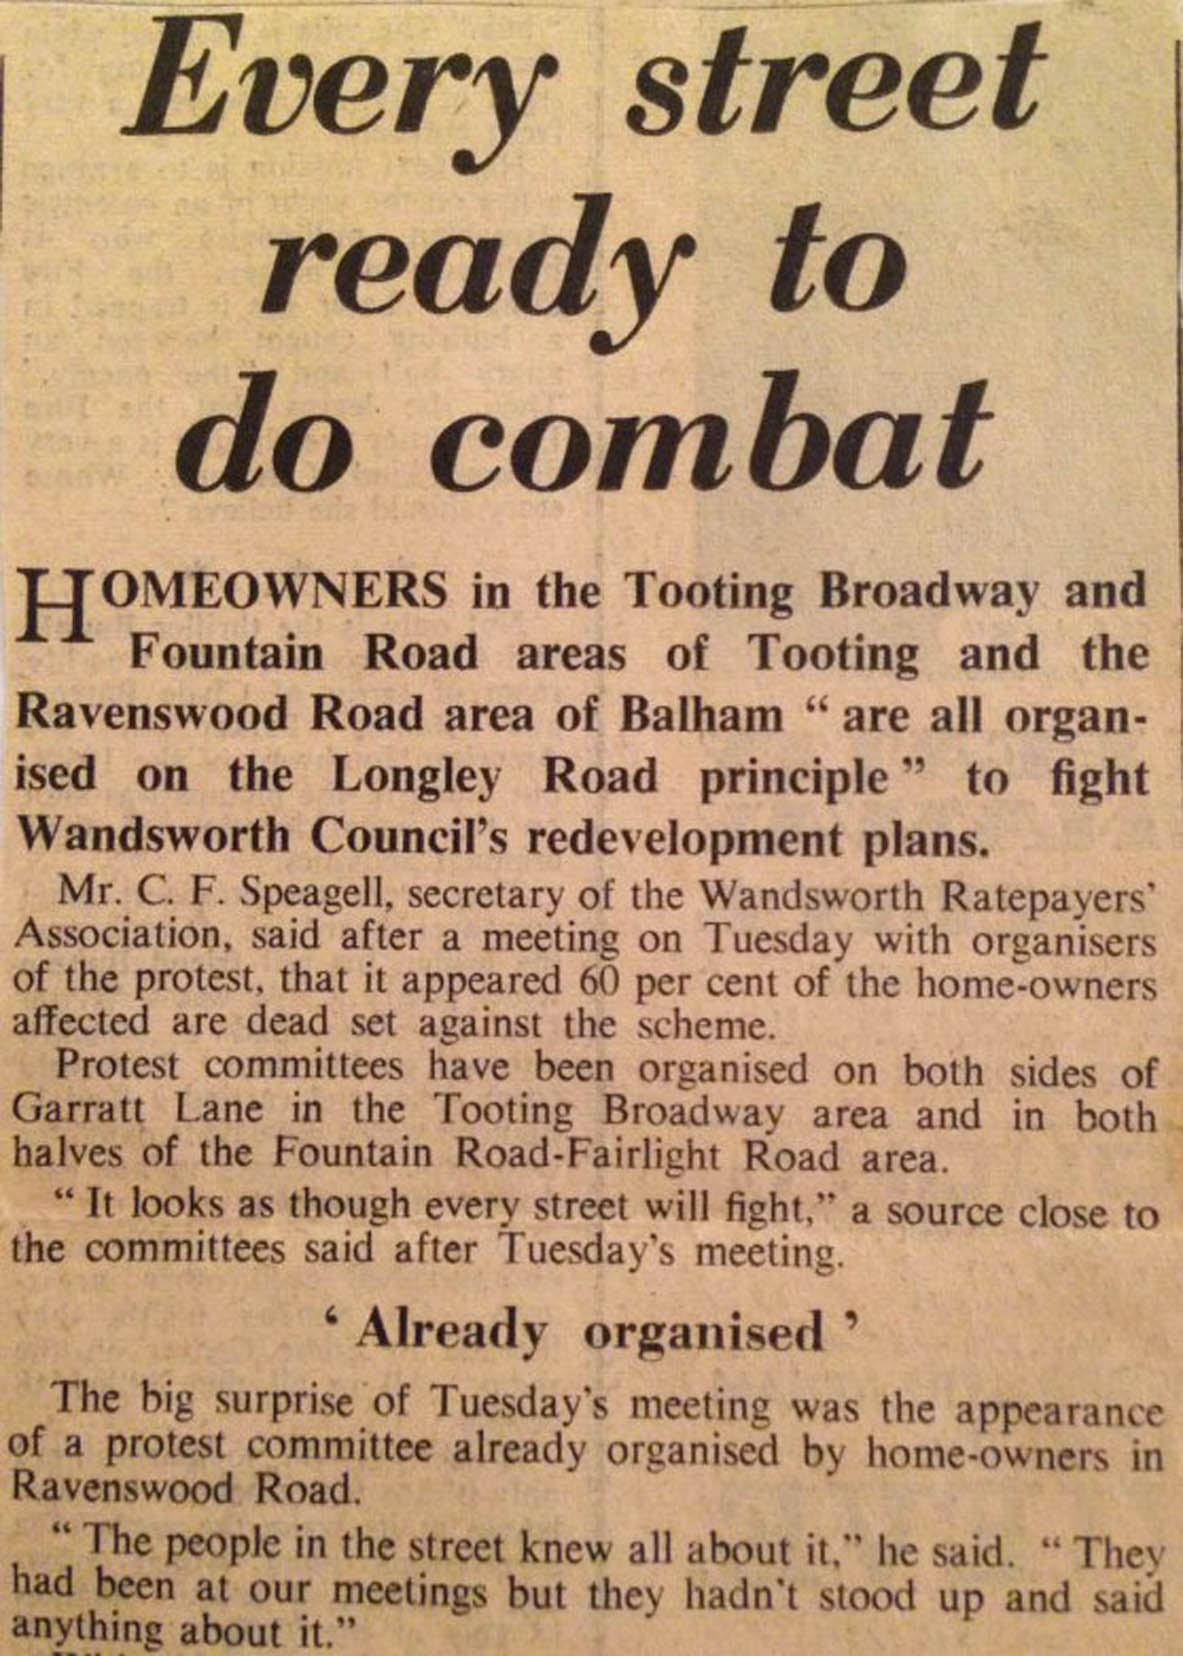 Every street
ready to
do combat
HOMEOWNERS in the Tooting Broadway and
Fountain Road areas of Tooting and the
Ravenswood Road area of Balham “ are all organ-
ised on the Longley Road principle ” to fight
Wandsworth Council’s redevelopment plans.
Mr. C. F. Speagell, secretary of the Wandsworth Ratepayers’
Association, said after a meeting on Tuesday with organisers
of the protest, that it appeared 60 per cent of the home-owners
affected are dead set against the scheme.
Protest committees have been organised on both sides of
Garratt Lane in the Tooting Broadway area and in both
halves of the Fountain Road-Fairlight Road area.
“ It looks as though every street will fight,” a source close to
the committees said after Tuesday’s meeting.
‘ Already organised ’
The big surprise of Tuesday’s meeting was the appearance
of a protest committee already organised by home-owners in
Ravenswood Road.
“ The people in the street knew all about it,” he said. “ They
had been at our meetings but they hadn’t stood up and said
anything about it.”